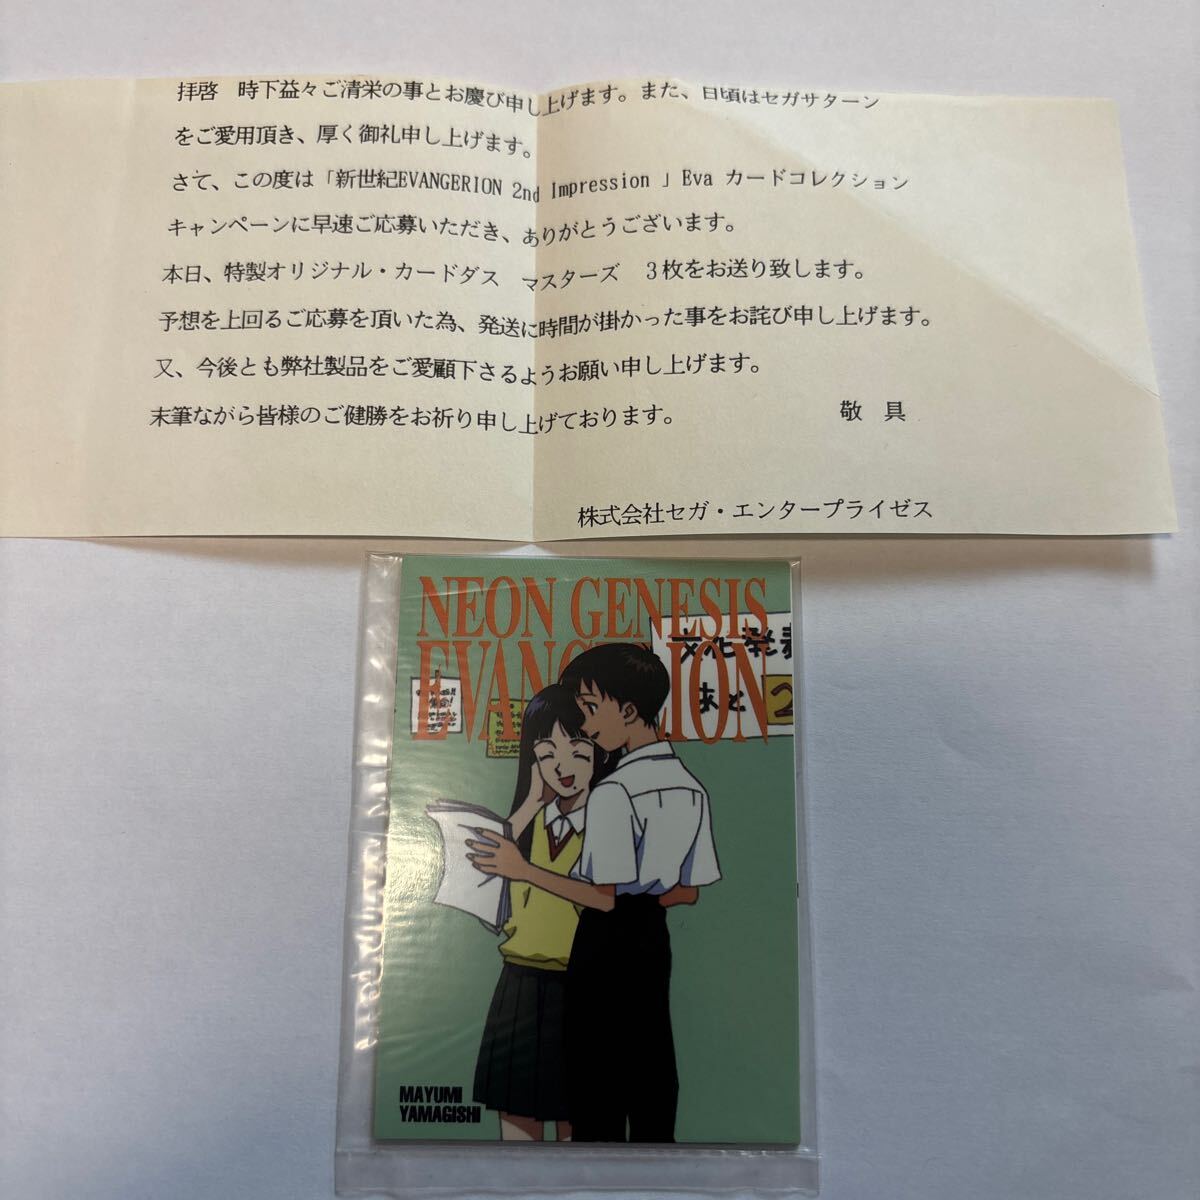 拝啓　時下益々ご清栄の事とお慶び申し上げます。また、日頃はセガサターン
をご愛用頂き、厚く御礼申し上げます。
さて、この度は「新世紀EVANGERION 2nd Impression 」Eva カードコレクション
キャンペーンに早速ご応募いただき、ありがとうございます。
本日、特製オリジナル・カードダス　マスターズ　3枚をお送り致します。
予想を上回るご応募を頂いた為、発送に時間が掛かった事をお詫び申し上げます。
又、今後とも弊社製品をご愛顧下さるようお願い申し上げます。
末筆ながら皆様のご健勝をお祈り申し上げております。　敬　具
株式会社セガ・エンタープライゼス
NEON GENESIS
EVANGELION
文化発表
あと 2
MAYUMI
YAMAGISHI